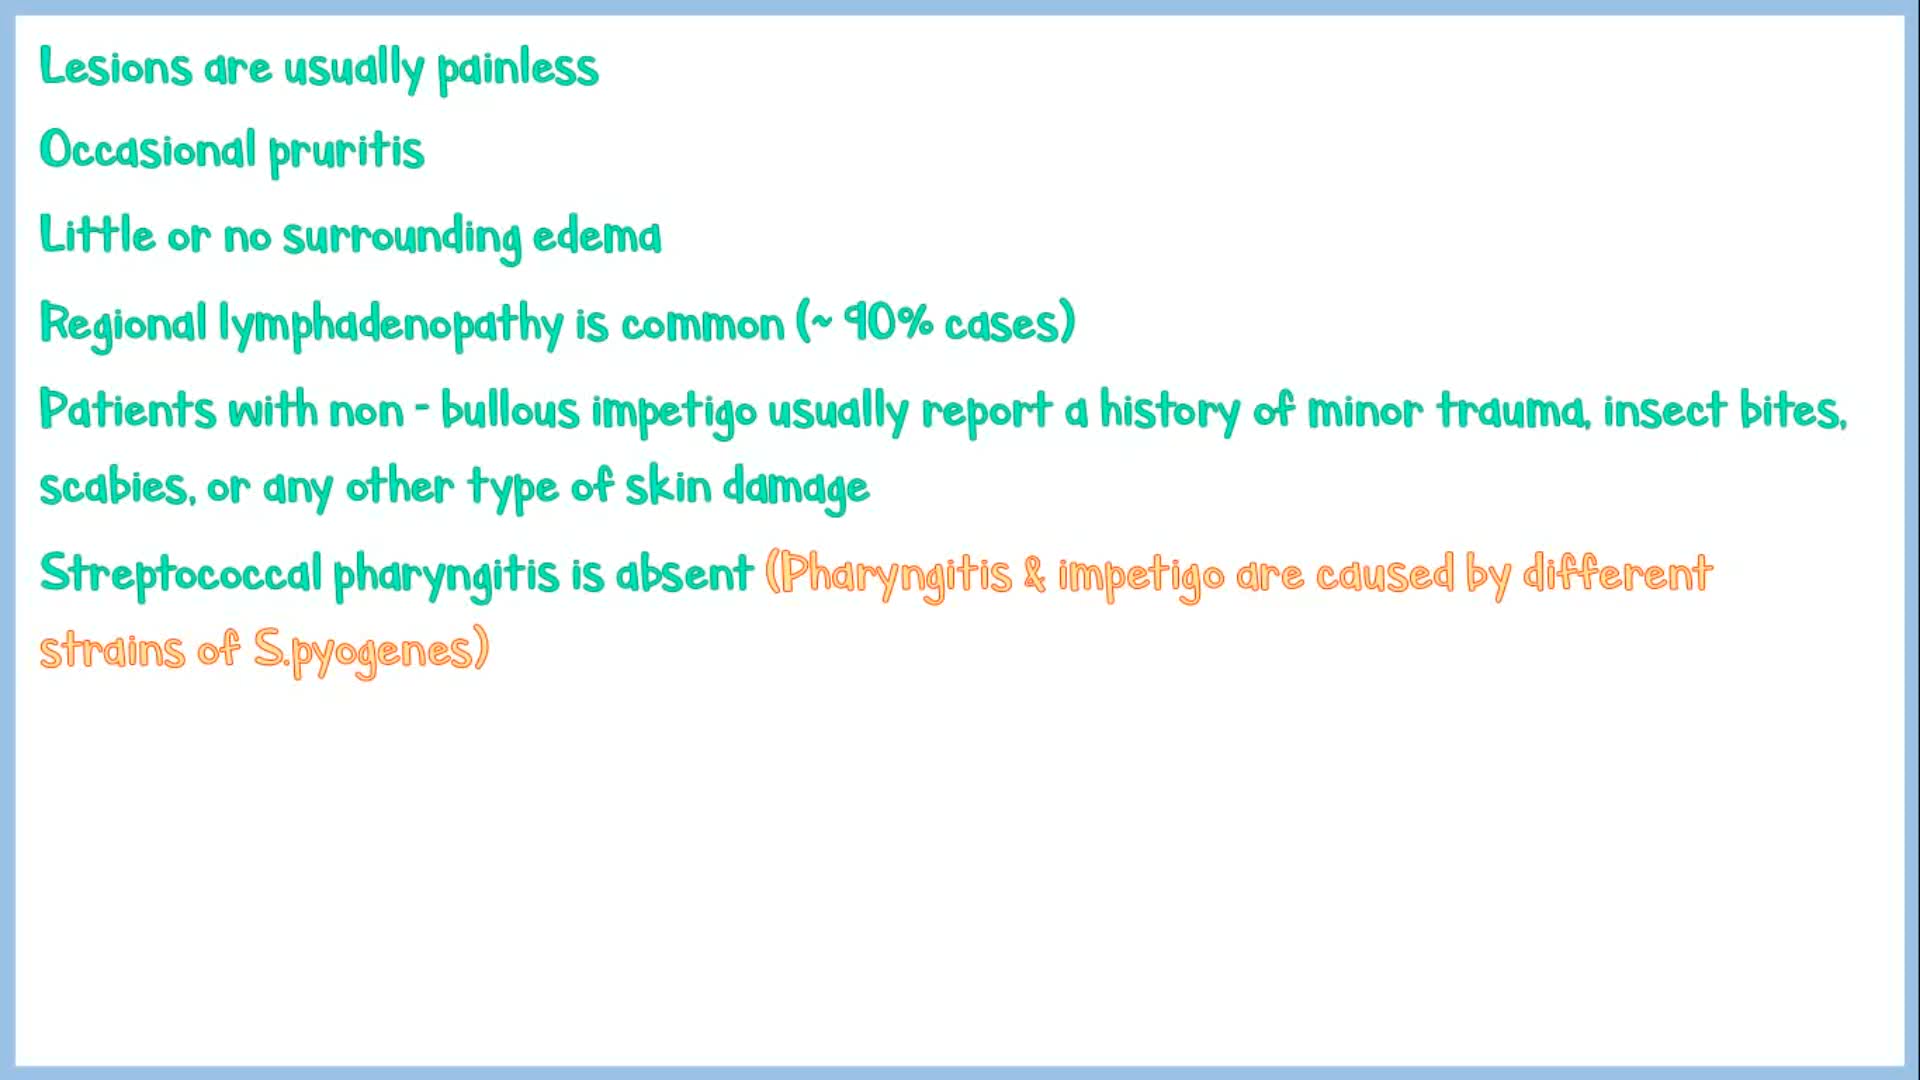 Lesions are usually painless
Occasional pruritis
Little or no surrounding edema
Regional lymphadenopathy is common (~ 90% cases)
Patients with non - bullous impetigo usually report a history of minor trauma, insect bites,
scabies, or any other type of skin damage
Streptococcal pharyngitis is absent (Pharyngitis & impetigo are caused by different
strains of S.pyogenes)